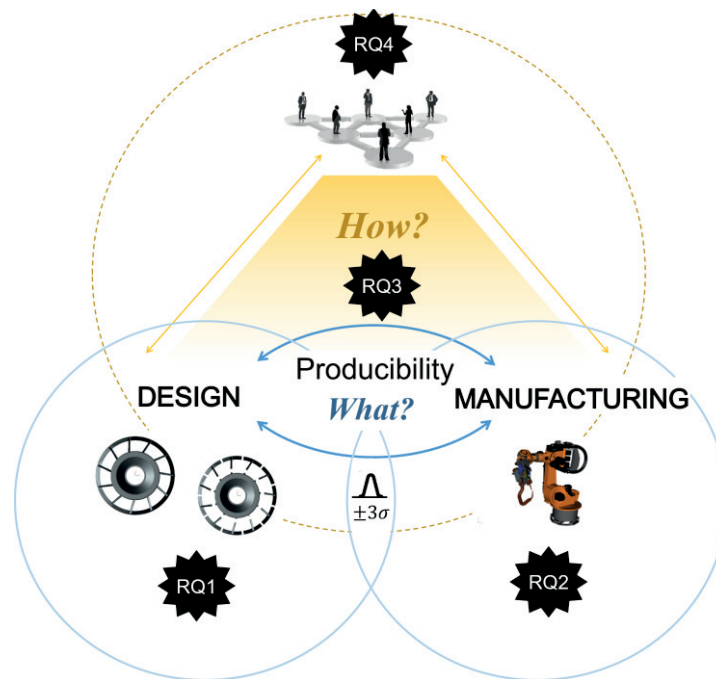 RQ4
How?
RQ3
Producibility
DESIGN
What?
MANUFACTURING
±3σ
RQ1
RQ2